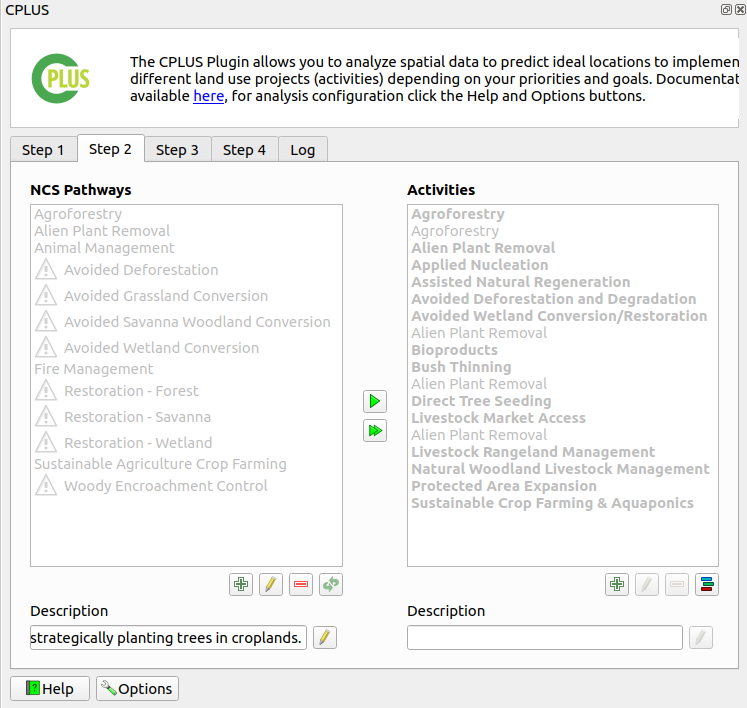 CPLUS
The CPLUS Plugin allows you to analyze spatial data to predict ideal locations to implemen
different land use projects (activities) depending on your priorities and goals. Documentat
available here, for analysis configuration click the Help and Options buttons.
CPLUS
Step 1
Step 2
Step 3
Step 4
Log
NCS Pathways
Agroforestry
Alien Plant Removal
Animal Management
Avoided Deforestation
Avoided Grassland Conversion
Avoided Savanna Woodland Conversion
Avoided Wetland Conversion
Fire Management
Restoration - Forest
Restoration - Savanna
Restoration - Wetland
Sustainable Agriculture Crop Farming
Woody Encroachment Control
Description
strategically planting trees in croplands.
Activities
Agroforestry
Agroforestry
Alien Plant Removal
Applied Nucleation
Assisted Natural Regeneration
Avoided Deforestation and Degradation
Avoided Wetland Conversion/Restoration
Alien Plant Removal
Bioproducts
Bush Thinning
Alien Plant Removal
Direct Tree Seeding
Livestock Market Access
Alien Plant Removal
Livestock Rangeland Management
Natural Woodland Livestock Management
Protected Area Expansion
Sustainable Crop Farming & Aquaponics
Description
Help
Options